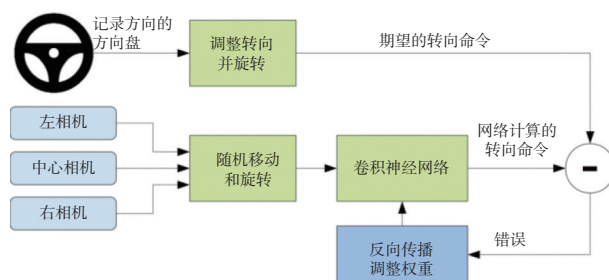 记录方向的
方向盘
调整转向
并旋转
期望的转向命令
左相机
中心相机
右相机
随机移动
和旋转
卷积神经网络
网络计算的
转向命令
-
反向传播
调整权重
错误